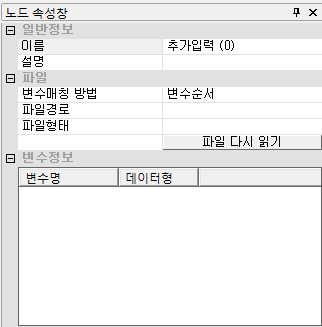 노드 속성창
일반정보
이름 추가입력 (0)
설명
파일
변수매칭 방법 변수순서
파일경로
파일형태
파일 다시 읽기
변수정보
변수명 데이터형